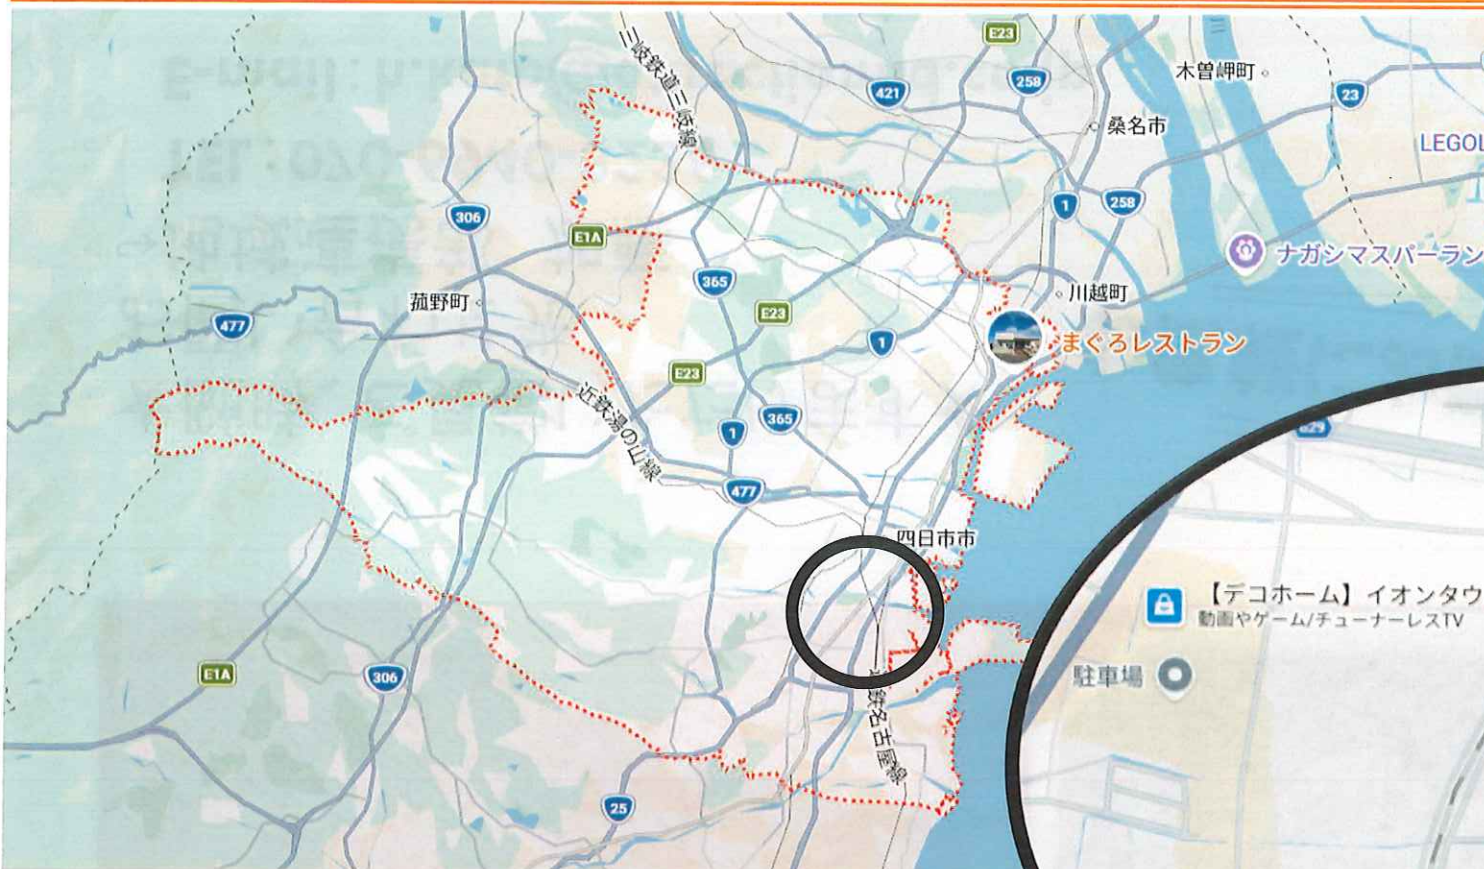 三岐鉄道三岐線
E23
421
258
木曽岬町
23
桑名市
LEGOL
306
E1A
1
258
365
ナガシマスパーラン
菰野町
川越町
477
E23
1
まぐろレストラン
E23
近鉄湯の山線
1
365
477
四日市市
【デコホーム】イオンタウ
動画やゲーム/チューナーレスTV
駐車場
E1A
306
鉄名古屋線
25